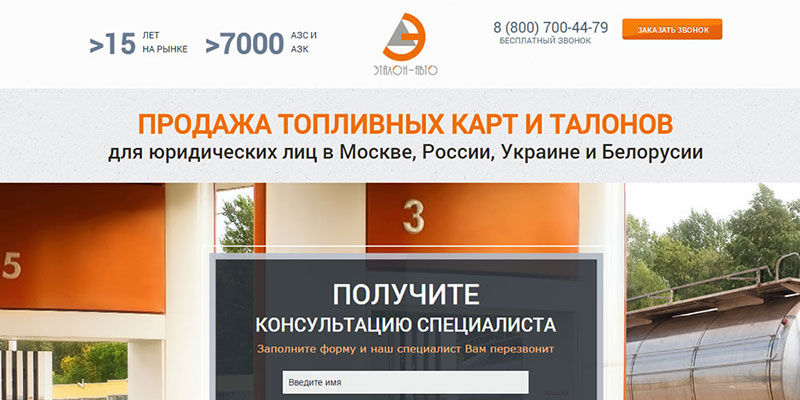 >15 ЛЕТ НА РЫНКЕ
>7000 АЗС И АЗК
ЭТАЛОН-АВТО
8 (800) 700-44-79
БЕСПЛАТНЫЙ ЗВОНОК
ЗАКАЗАТЬ ЗВОНОК
ПРОДАЖА ТОПЛИВНЫХ КАРТ И ТАЛОНОВ
для юридических лиц в Москве, России, Украине и Белорусии
5
3
ПОЛУЧИТЕ
КОНСУЛЬТАЦИЮ СПЕЦИАЛИСТА
Заполните форму и наш специалист Вам перезвонит
Введите имя